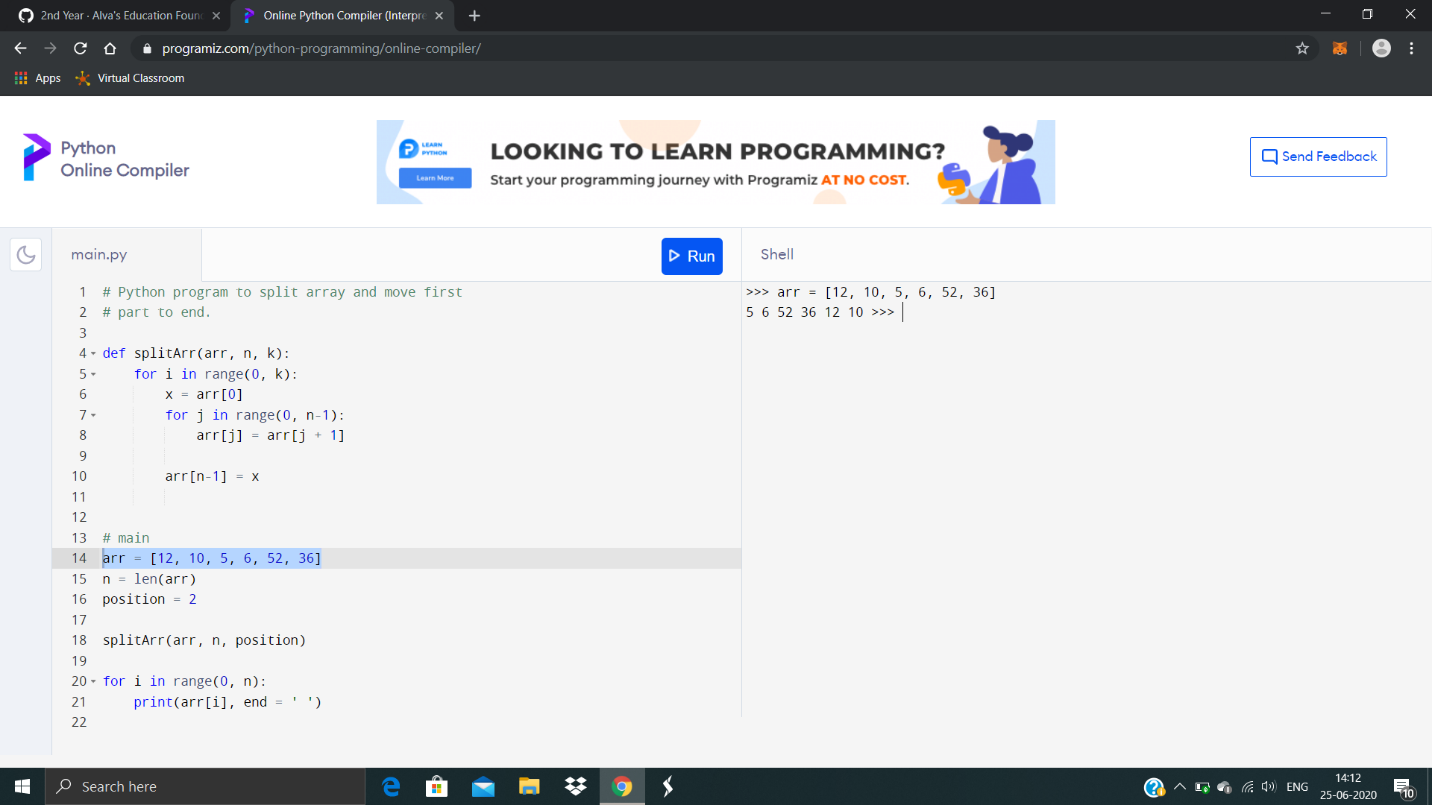 2nd Year - Alva's Education Foun
Online Python Compiler (Interpre
programiz.com/python-programming/online-compiler/
Apps
Virtual Classroom
Python
Online Compiler
LEARN
PYTHON
Learn More
LOOKING TO LEARN PROGRAMMING?
Start your programming journey with Programiz AT NO COST.
Send Feedback
main.py
Run
Shell
1 # Python program to split array and move first
2 # part to end.
3
4 def splitArr(arr, n, k):
5     for i in range(0, k):
6         x = arr[0]
7         for j in range(0, n-1):
8             arr[j] = arr[j + 1]
9
10         arr[n-1] = x
11
12
13 # main
14 arr = [12, 10, 5, 6, 52, 36]
15 n = len(arr)
16 position = 2
17
18 splitArr(arr, n, position)
19
20 for i in range(0, n):
21     print(arr[i], end = ' ')
22
>>> arr = [12, 10, 5, 6, 52, 36]
5 6 52 36 12 10 >>>
Search here
ENG
14:12
25-06-2020
10